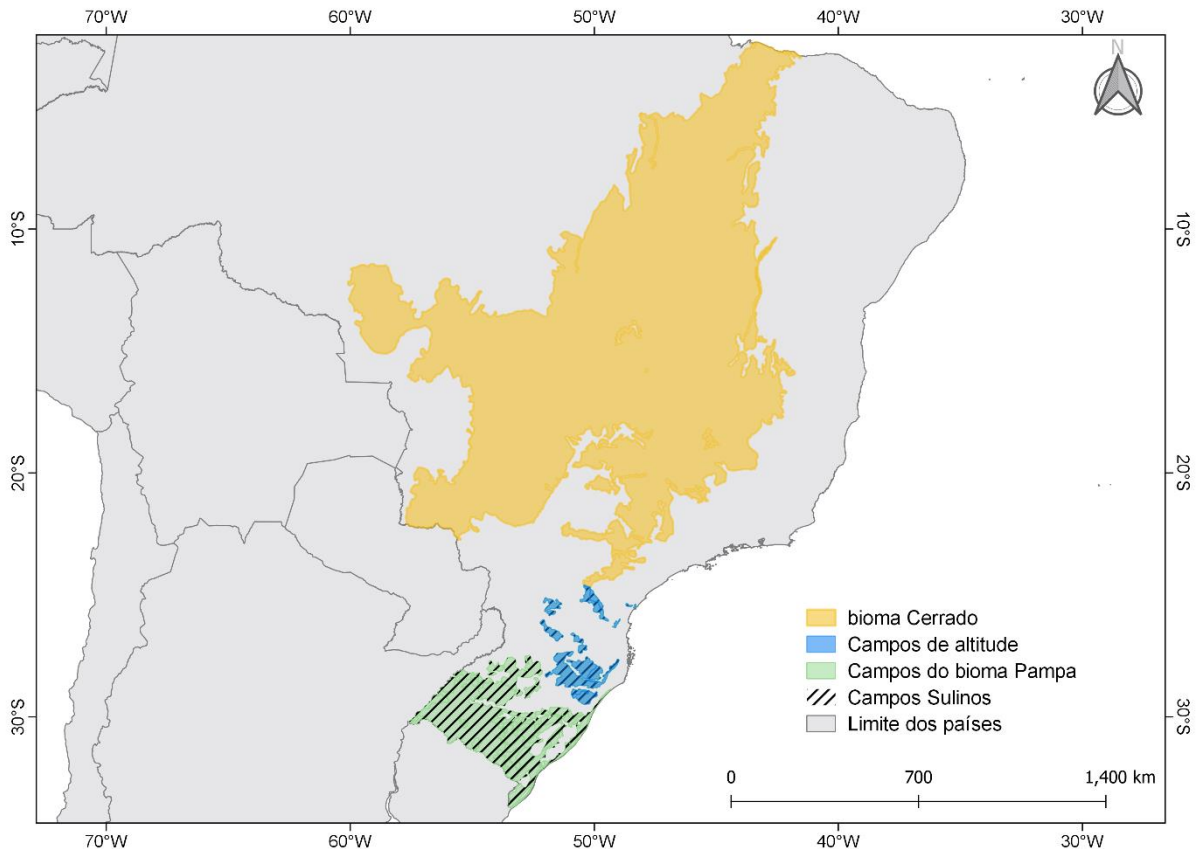 70°W 60°W 50°W 40°W 30°W
N
10°S 10°S
20°S 20°S
bioma Cerrado
Campos de altitude
Campos do bioma Pampa
Campos Sulinos
Limite dos países
30°S 30°S
0 700 1,400 km
70°W 60°W 50°W 40°W 30°W